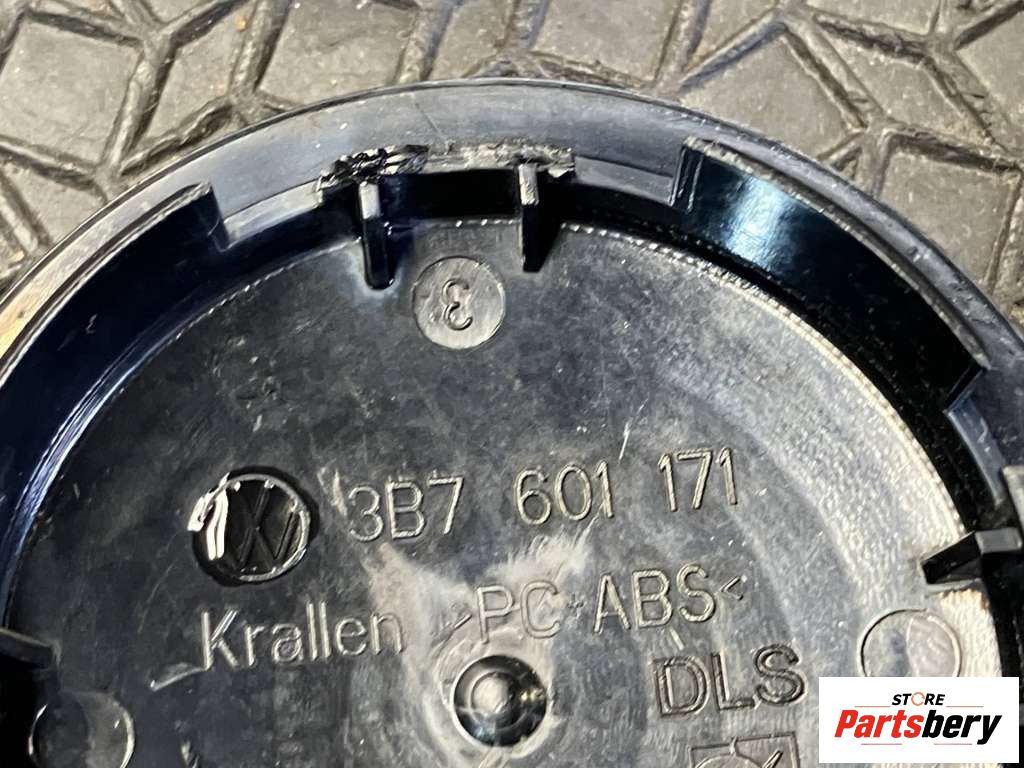 3
3B7 601 171
Krallen >PC+ABS<
DLS
STORE
Partsbery